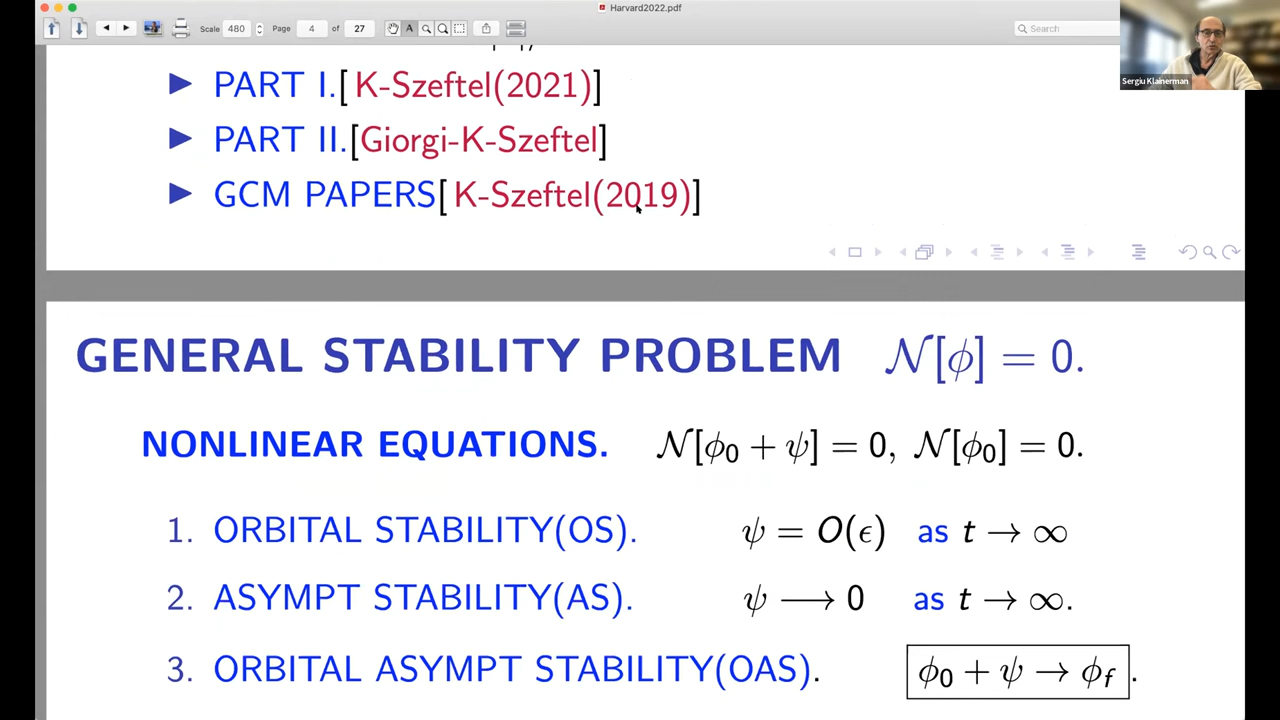 Harvard2022.pdf
Scale 480 Page 4 of 27 Search
Sergiu Klainerman
▶ PART I.[ K-Szeftel(2021)]
▶ PART II.[Giorgi-K-Szeftel]
▶ GCM PAPERS[ K-Szeftel(2019)]
GENERAL STABILITY PROBLEM 𝒩[ϕ] = 0.
NONLINEAR EQUATIONS. 𝒩[ϕ₀ + ψ] = 0, 𝒩[ϕ₀] = 0.
1. ORBITAL STABILITY(OS). ψ = O(ϵ) as t → ∞
2. ASYMPT STABILITY(AS). ψ ⟶ 0 as t → ∞.
3. ORBITAL ASYMPT STABILITY(OAS). ϕ₀ + ψ → ϕ_f .